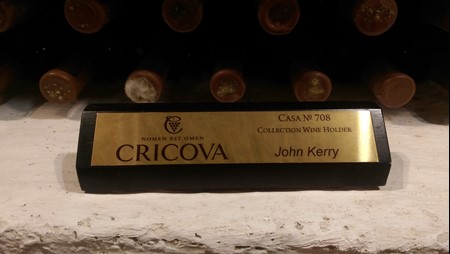 NOMEN EST OMEN
CRICOVA
CASA № 708
COLLECTION WINE HOLDER
John Kerry